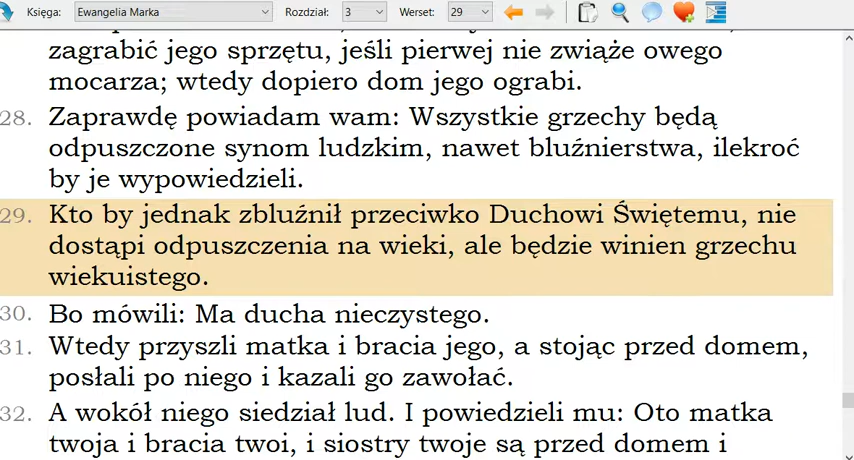 Księga: Ewangelia Marka Rozdział: 3 Werset: 29
zagrabić jego sprzętu, jeśli pierwej nie zwiąże owego
mocarza; wtedy dopiero dom jego ograbi.
28. Zaprawdę powiadam wam: Wszystkie grzechy będą
odpuszczone synom ludzkim, nawet bluźnierstwa, ilekroć
by je wypowiedzieli.
29. Kto by jednak zbluźnił przeciwko Duchowi Świętemu, nie
dostąpi odpuszczenia na wieki, ale będzie winien grzechu
wiekuistego.
30. Bo mówili: Ma ducha nieczystego.
31. Wtedy przyszli matka i bracia jego, a stojąc przed domem,
posłali po niego i kazali go zawołać.
32. A wokół niego siedział lud. I powiedzieli mu: Oto matka
twoja i bracia twoi, i siostry twoje są przed domem i